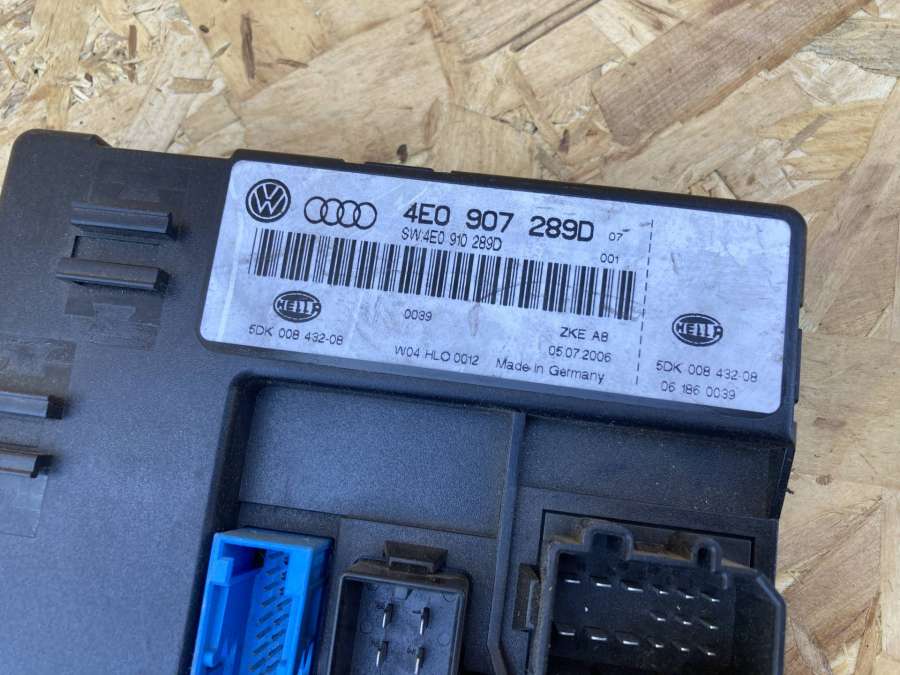 4E0 907 289D 07
SW:4E0 910 289D 001
HELLA 0039 ZKE A8
5DK 008 432-08 W04 HLO 0012 05.07.2006
Made in Germany
HELLA
5DK 008 432-08
06 186 0039